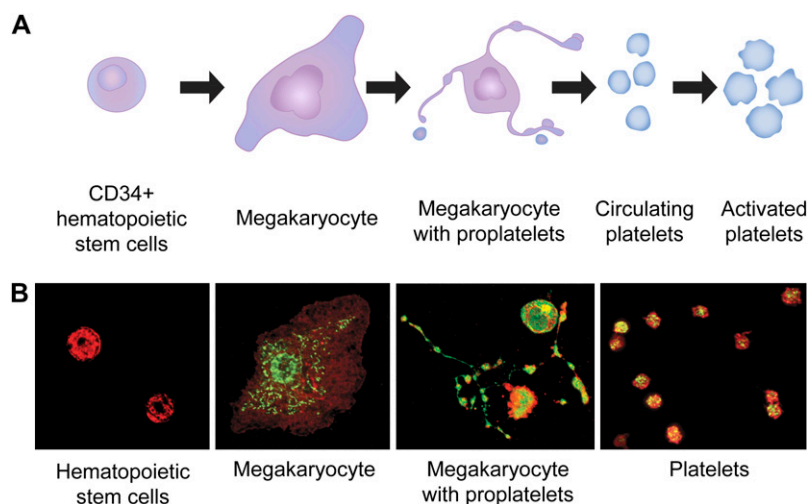 A
CD34+
hematopoietic
stem cells
Megakaryocyte
Megakaryocyte
with proplatelets
Circulating
platelets
Activated
platelets
B
Hematopoietic
stem cells
Megakaryocyte
Megakaryocyte
with proplatelets
Platelets